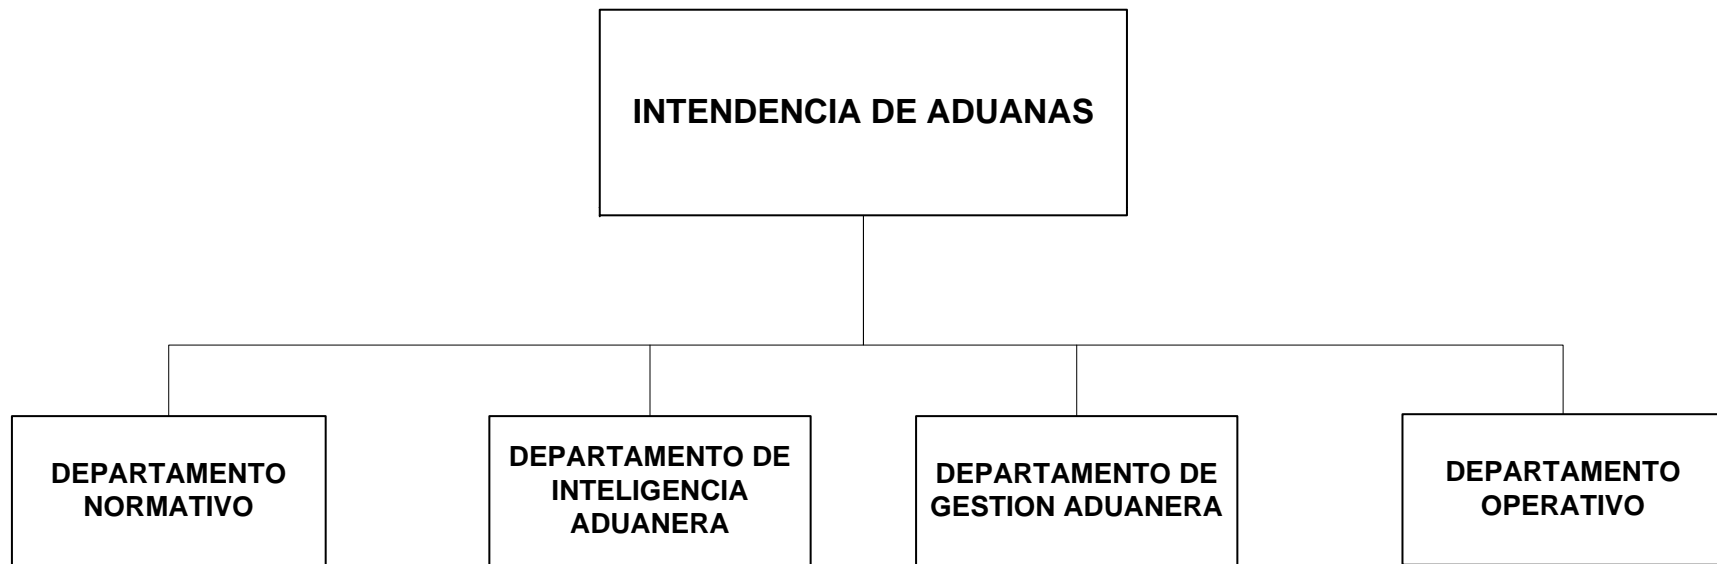 INTENDENCIA DE ADUANAS
DEPARTAMENTO
NORMATIVO
DEPARTAMENTO DE
INTELIGENCIA
ADUANERA
DEPARTAMENTO DE
GESTION ADUANERA
DEPARTAMENTO
OPERATIVO